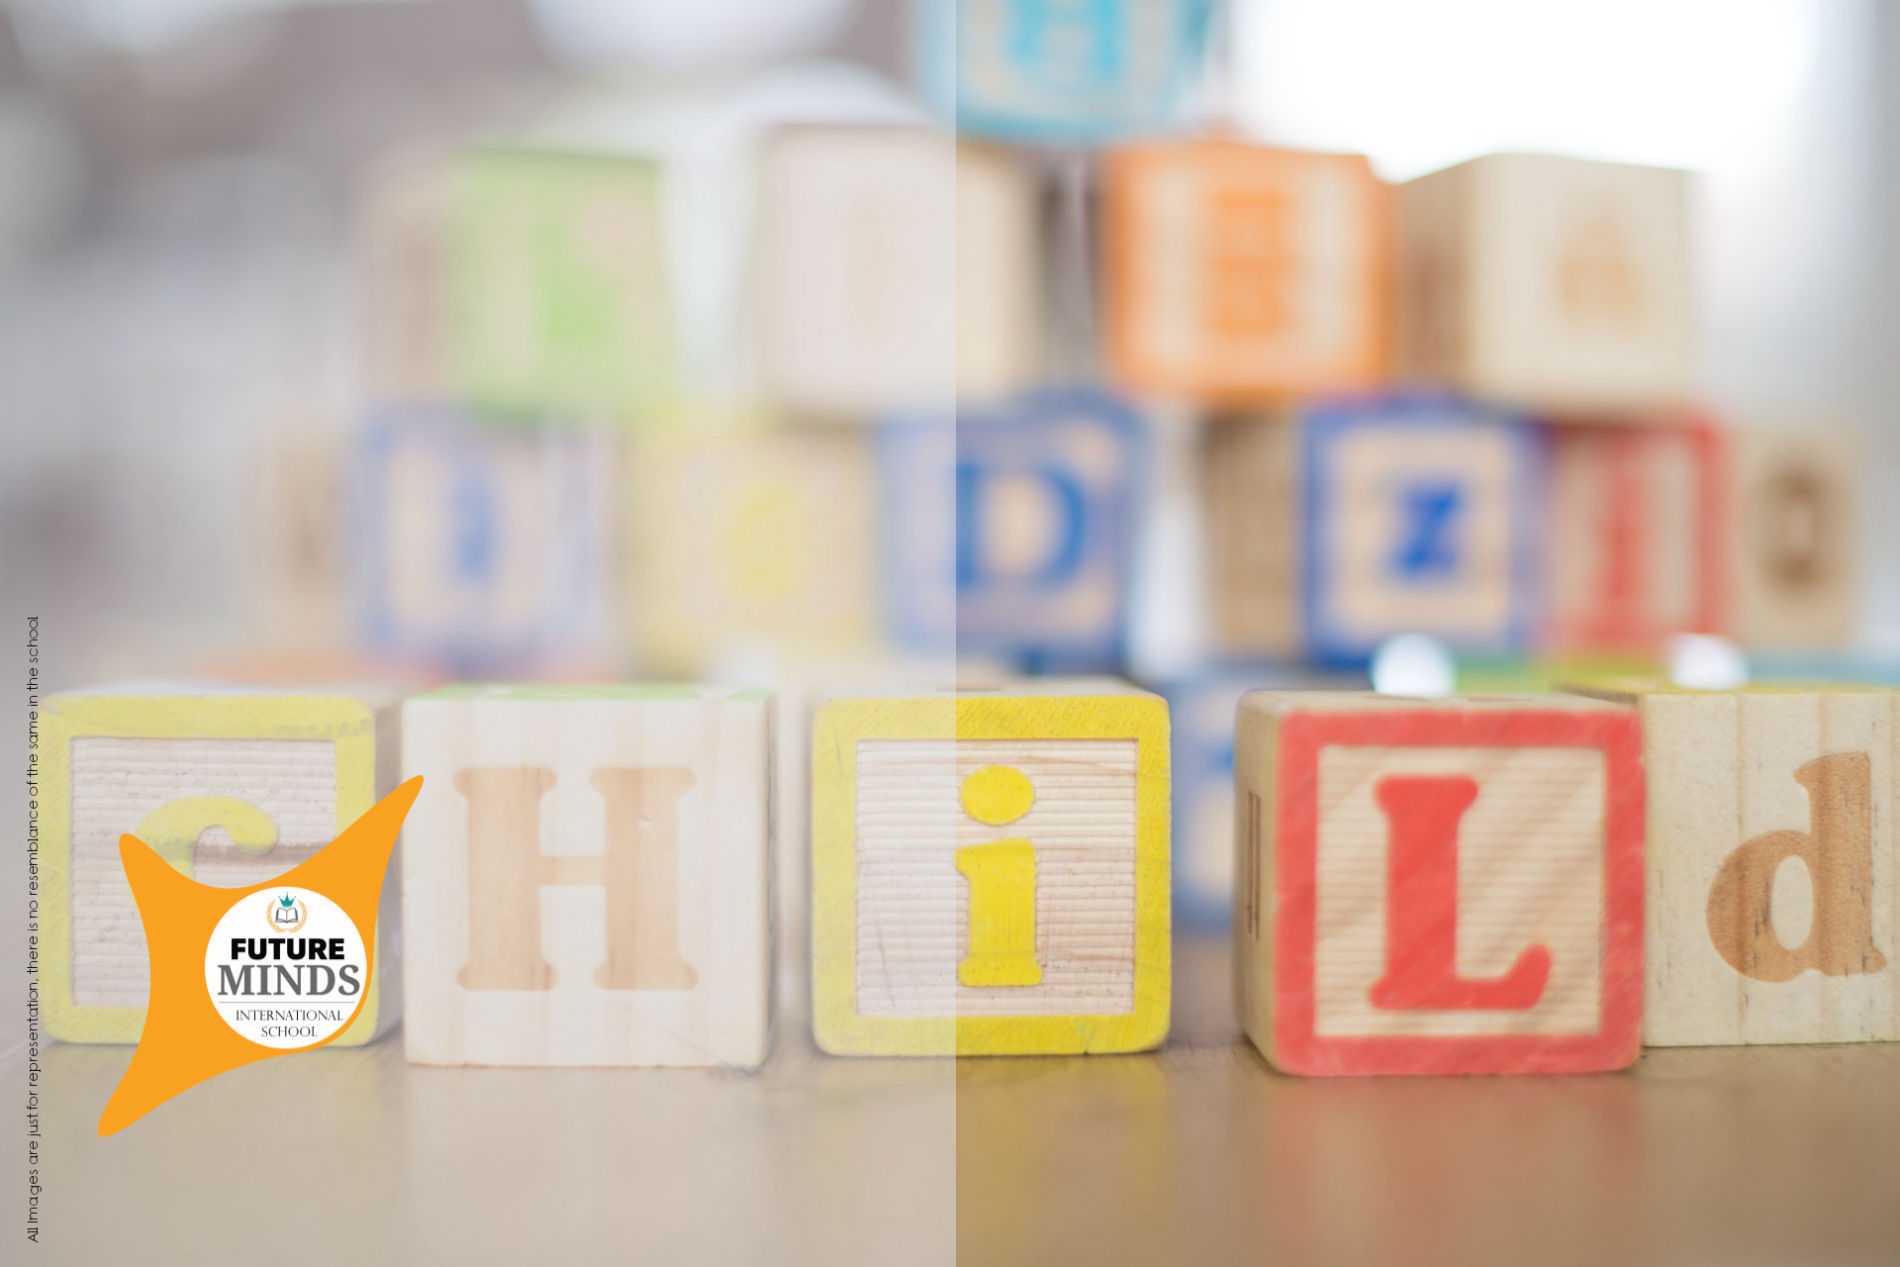 C H i L d
D Z
FUTURE
MINDS
INTERNATIONAL
SCHOOL
All Images are just for representation, there is no resemblance of the same in the school